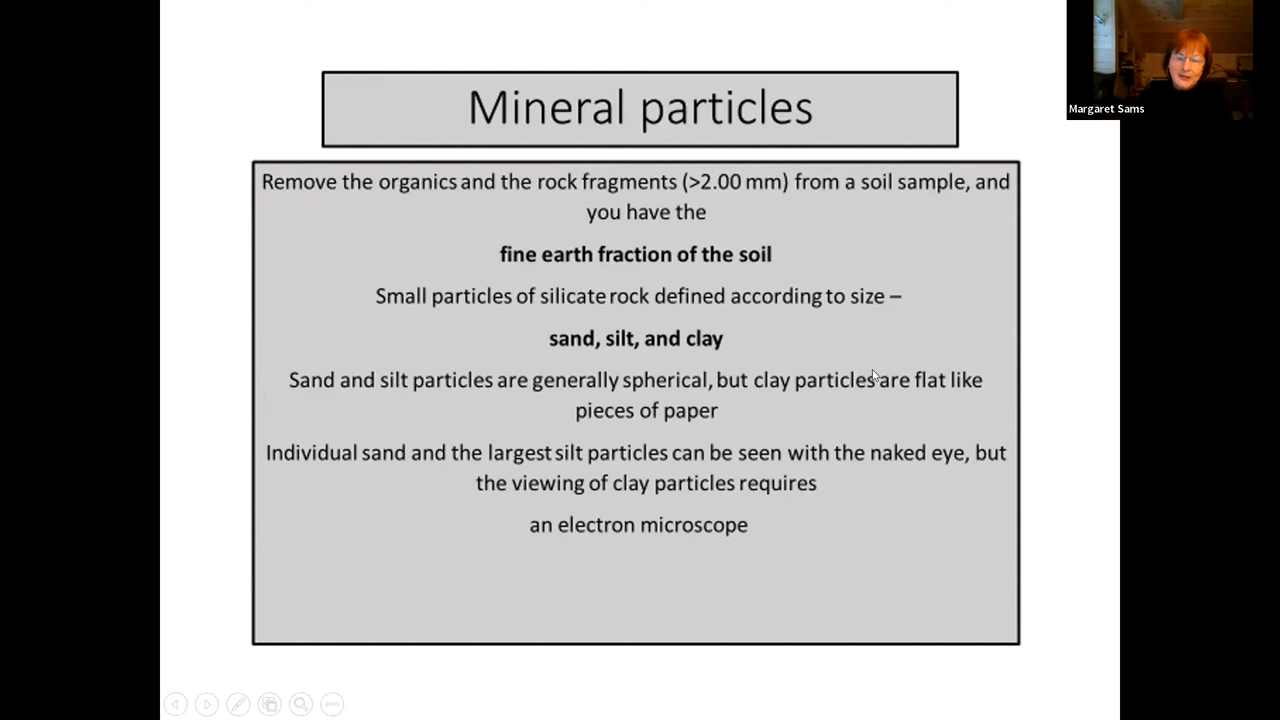 Mineral particles
Margaret Sams
Remove the organics and the rock fragments (>2.00 mm) from a soil sample, and
you have the
fine earth fraction of the soil
Small particles of silicate rock defined according to size –
sand, silt, and clay
Sand and silt particles are generally spherical, but clay particles are flat like
pieces of paper
Individual sand and the largest silt particles can be seen with the naked eye, but
the viewing of clay particles requires
an electron microscope